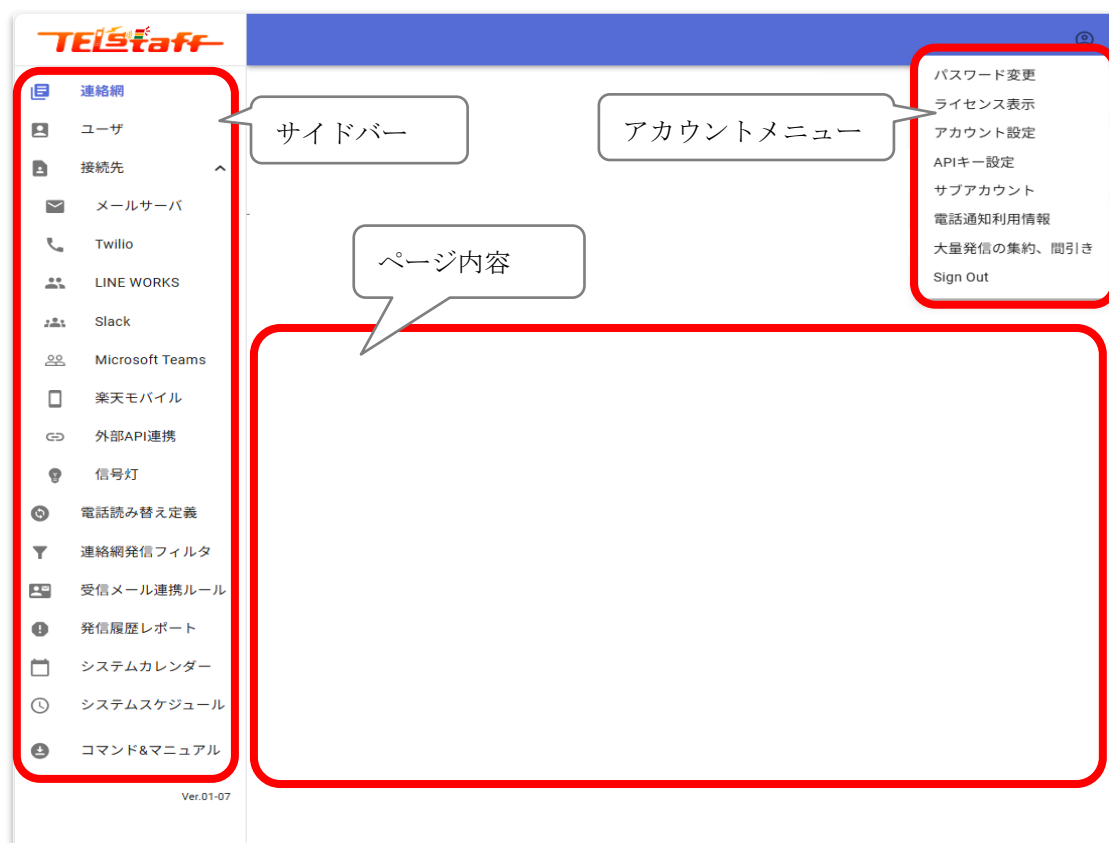 TELstaff
連絡網
ユーザ
接続先
メールサーバ
Twilio
LINE WORKS
Slack
Microsoft Teams
楽天モバイル
外部API連携
信号灯
電話読み替え定義
連絡網発信フィルタ
受信メール連携ルール
発信履歴レポート
システムカレンダー
システムスケジュール
コマンド&マニュアル
Ver.01-07
サイドバー
アカウントメニュー
ページ内容
パスワード変更
ライセンス表示
アカウント設定
APIキー設定
サブアカウント
電話通知利用情報
大量発信の集約、間引き
Sign Out